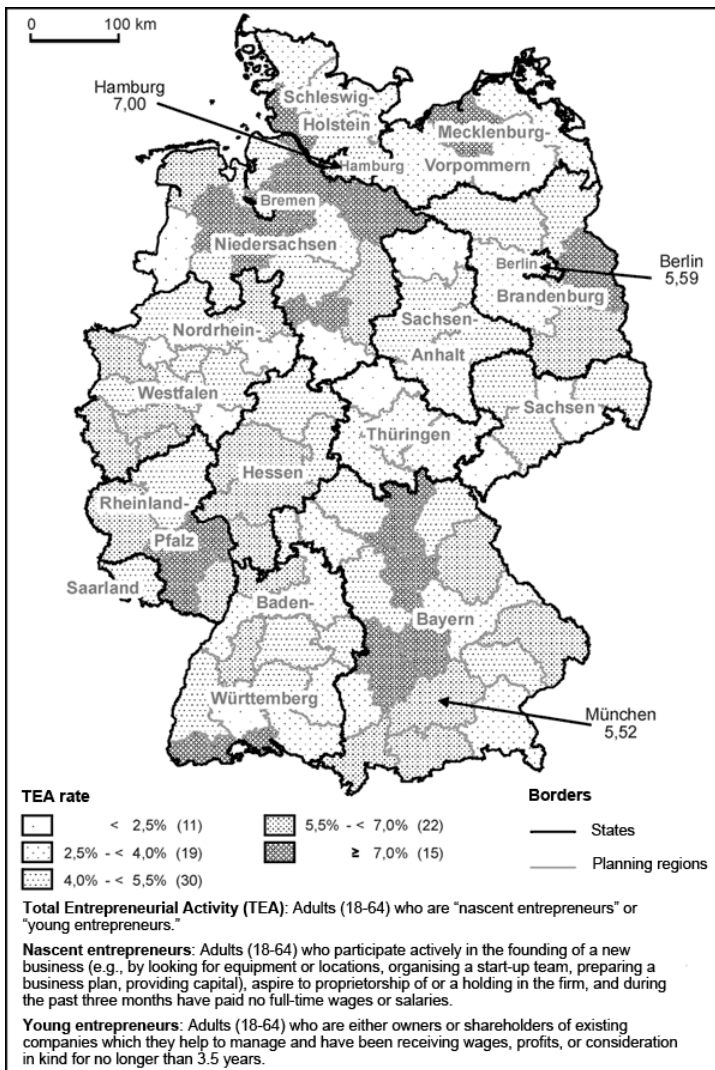 0 100 km
Hamburg
7,00
Schleswig-
Holstein
Mecklenburg-
Vorpommern
Hamburg
Bremen
Niedersachsen
Berlin
Berlin
5,59
Brandenburg
Sachsen-
Anhalt
Nordrhein-
Westfalen
Sachsen
Thüringen
Hessen
Rheinland-
Pfalz
Saarland
Baden-
Württemberg
Bayern
München
5,52
TEA rate
< 2,5% (11)
2,5% - < 4,0% (19)
4,0% - < 5,5% (30)
5,5% - < 7,0% (22)
≥ 7,0% (15)
Borders
States
Planning regions
Total Entrepreneurial Activity (TEA): Adults (18-64) who are “nascent entrepreneurs” or
“young entrepreneurs.”
Nascent entrepreneurs: Adults (18-64) who participate actively in the founding of a new
business (e.g., by looking for equipment or locations, organising a start-up team, preparing a
business plan, providing capital), aspire to proprietorship of or a holding in the firm, and during
the past three months have paid no full-time wages or salaries.
Young entrepreneurs: Adults (18-64) who are either owners or shareholders of existing
companies which they help to manage and have been receiving wages, profits, or consideration
in kind for no longer than 3.5 years.